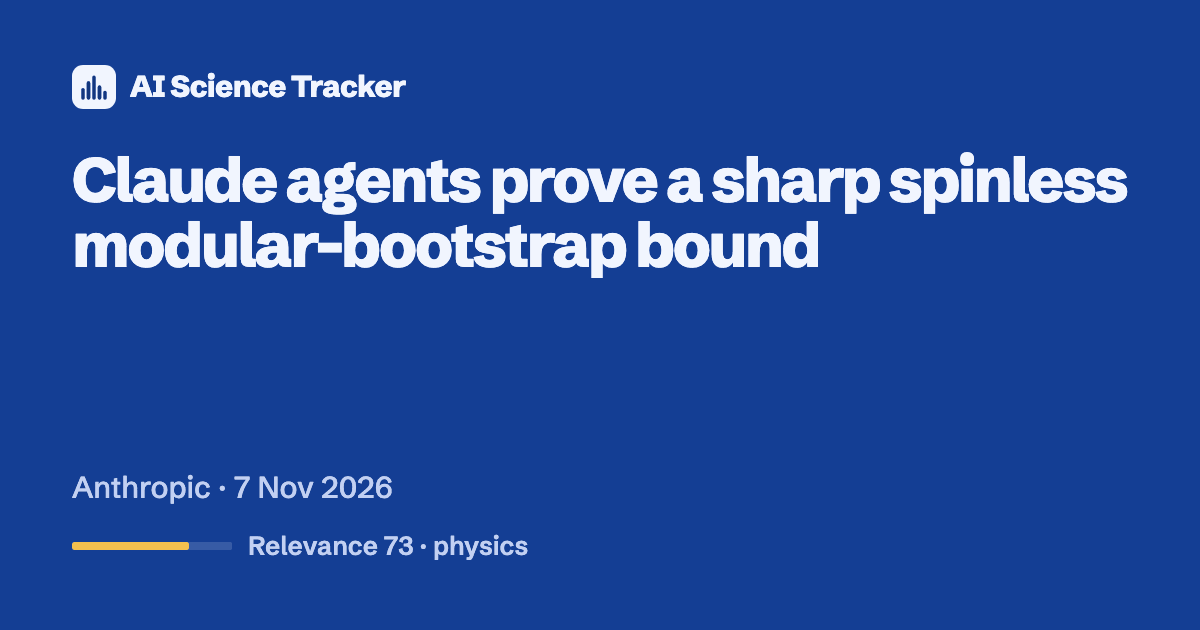 AI Science Tracker
Claude agents prove a sharp spinless
modular-bootstrap bound
Anthropic · 7 Nov 2026
Relevance 73 · physics